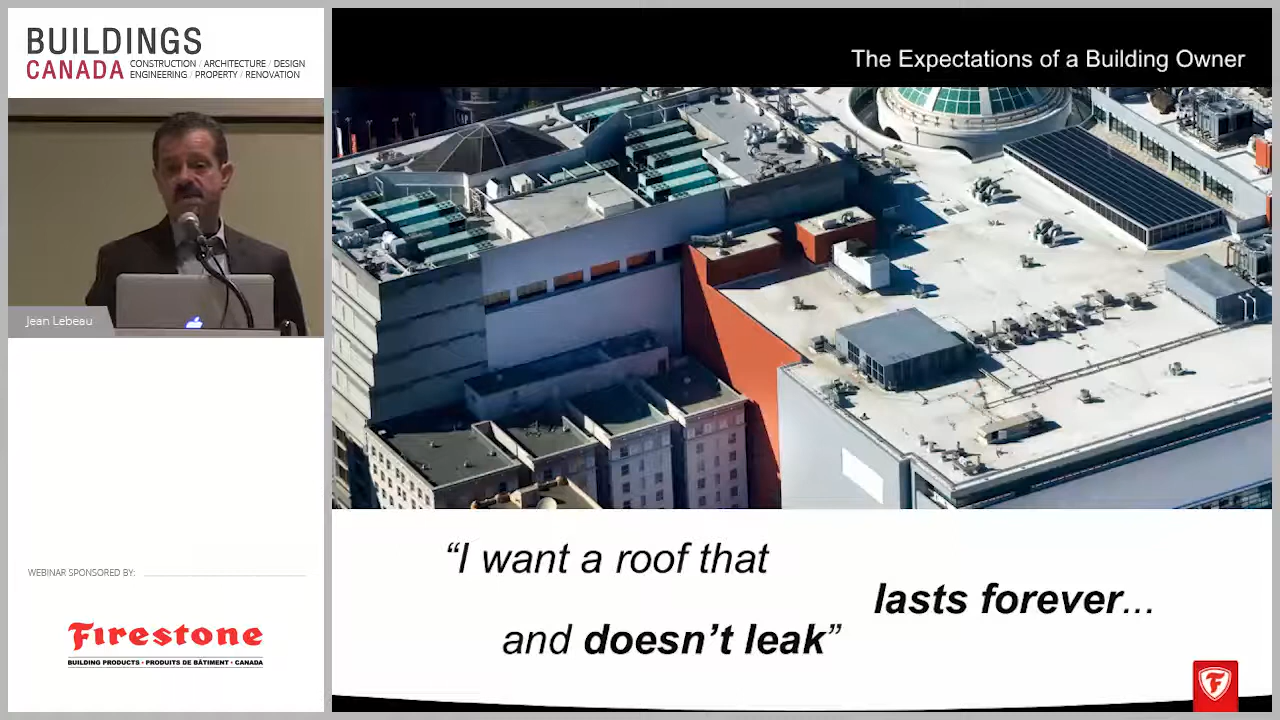 BUILDINGS
CANADA
CONSTRUCTION / ARCHITECTURE / DESIGN
ENGINEERING / PROPERTY / RENOVATION
Jean Lebeau
WEBINAR SPONSORED BY:
Firestone
BUILDING PRODUCTS • PRODUITS DE BÂTIMENT • CANADA
The Expectations of a Building Owner
“I want a roof that
lasts forever...
and doesn’t leak”
F